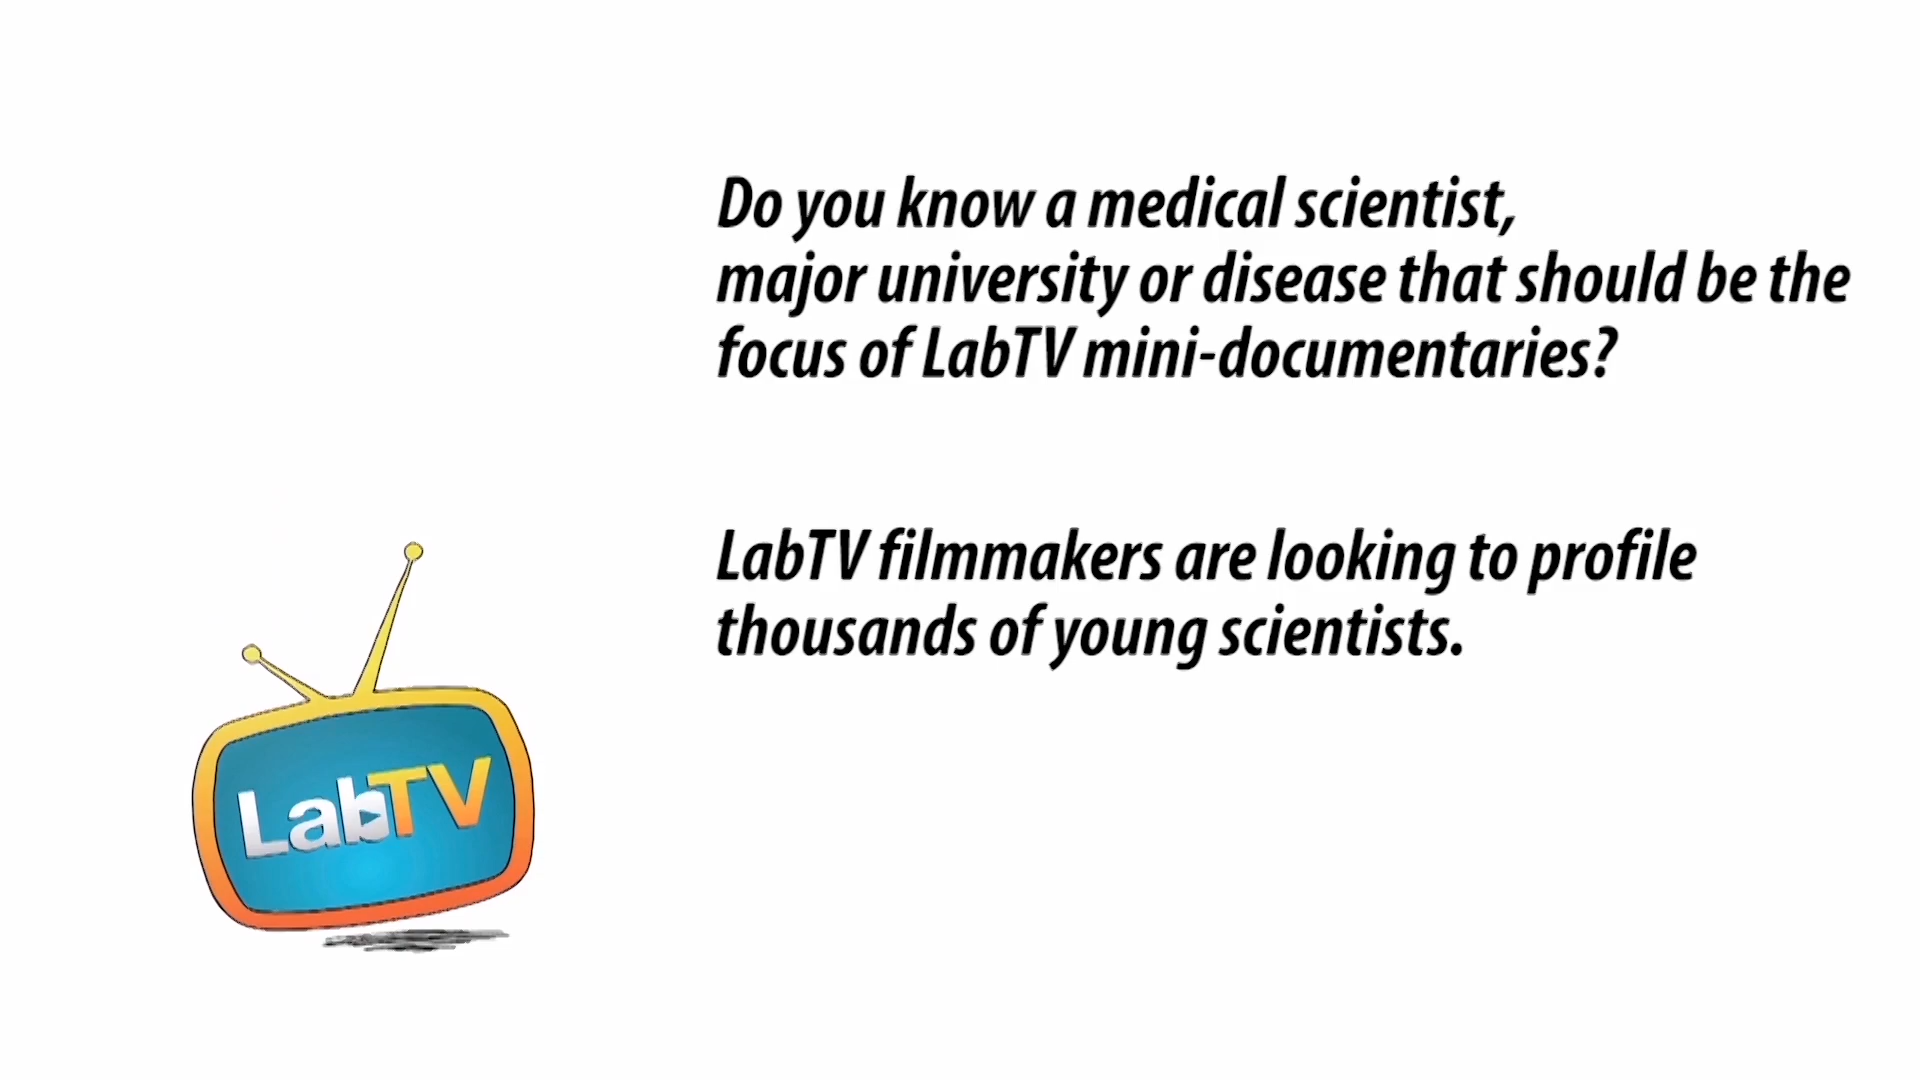 Do you know a medical scientist,
major university or disease that should be the
focus of LabTV mini-documentaries?
LabTV filmmakers are looking to profile
thousands of young scientists.
LabTV